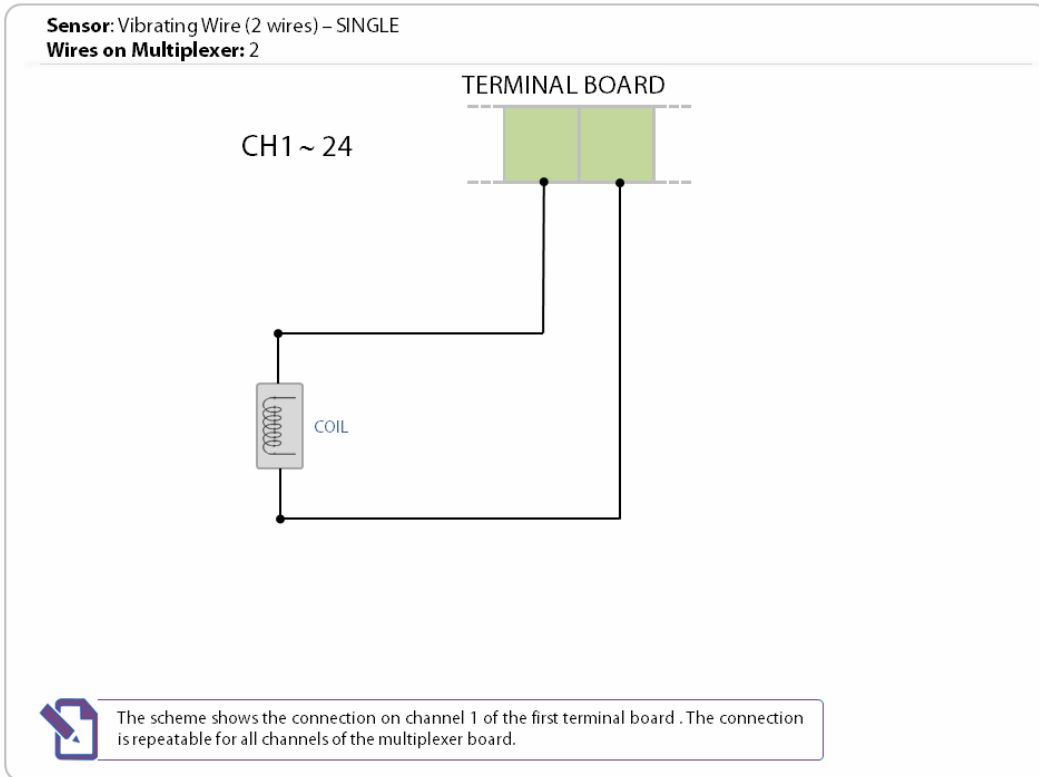 Sensor: Vibrating Wire (2 wires) – SINGLE
Wires on Multiplexer: 2
TERMINAL BOARD
CH1 ~ 24
COIL
The scheme shows the connection on channel 1 of the first terminal board . The connection
is repeatable for all channels of the multiplexer board.